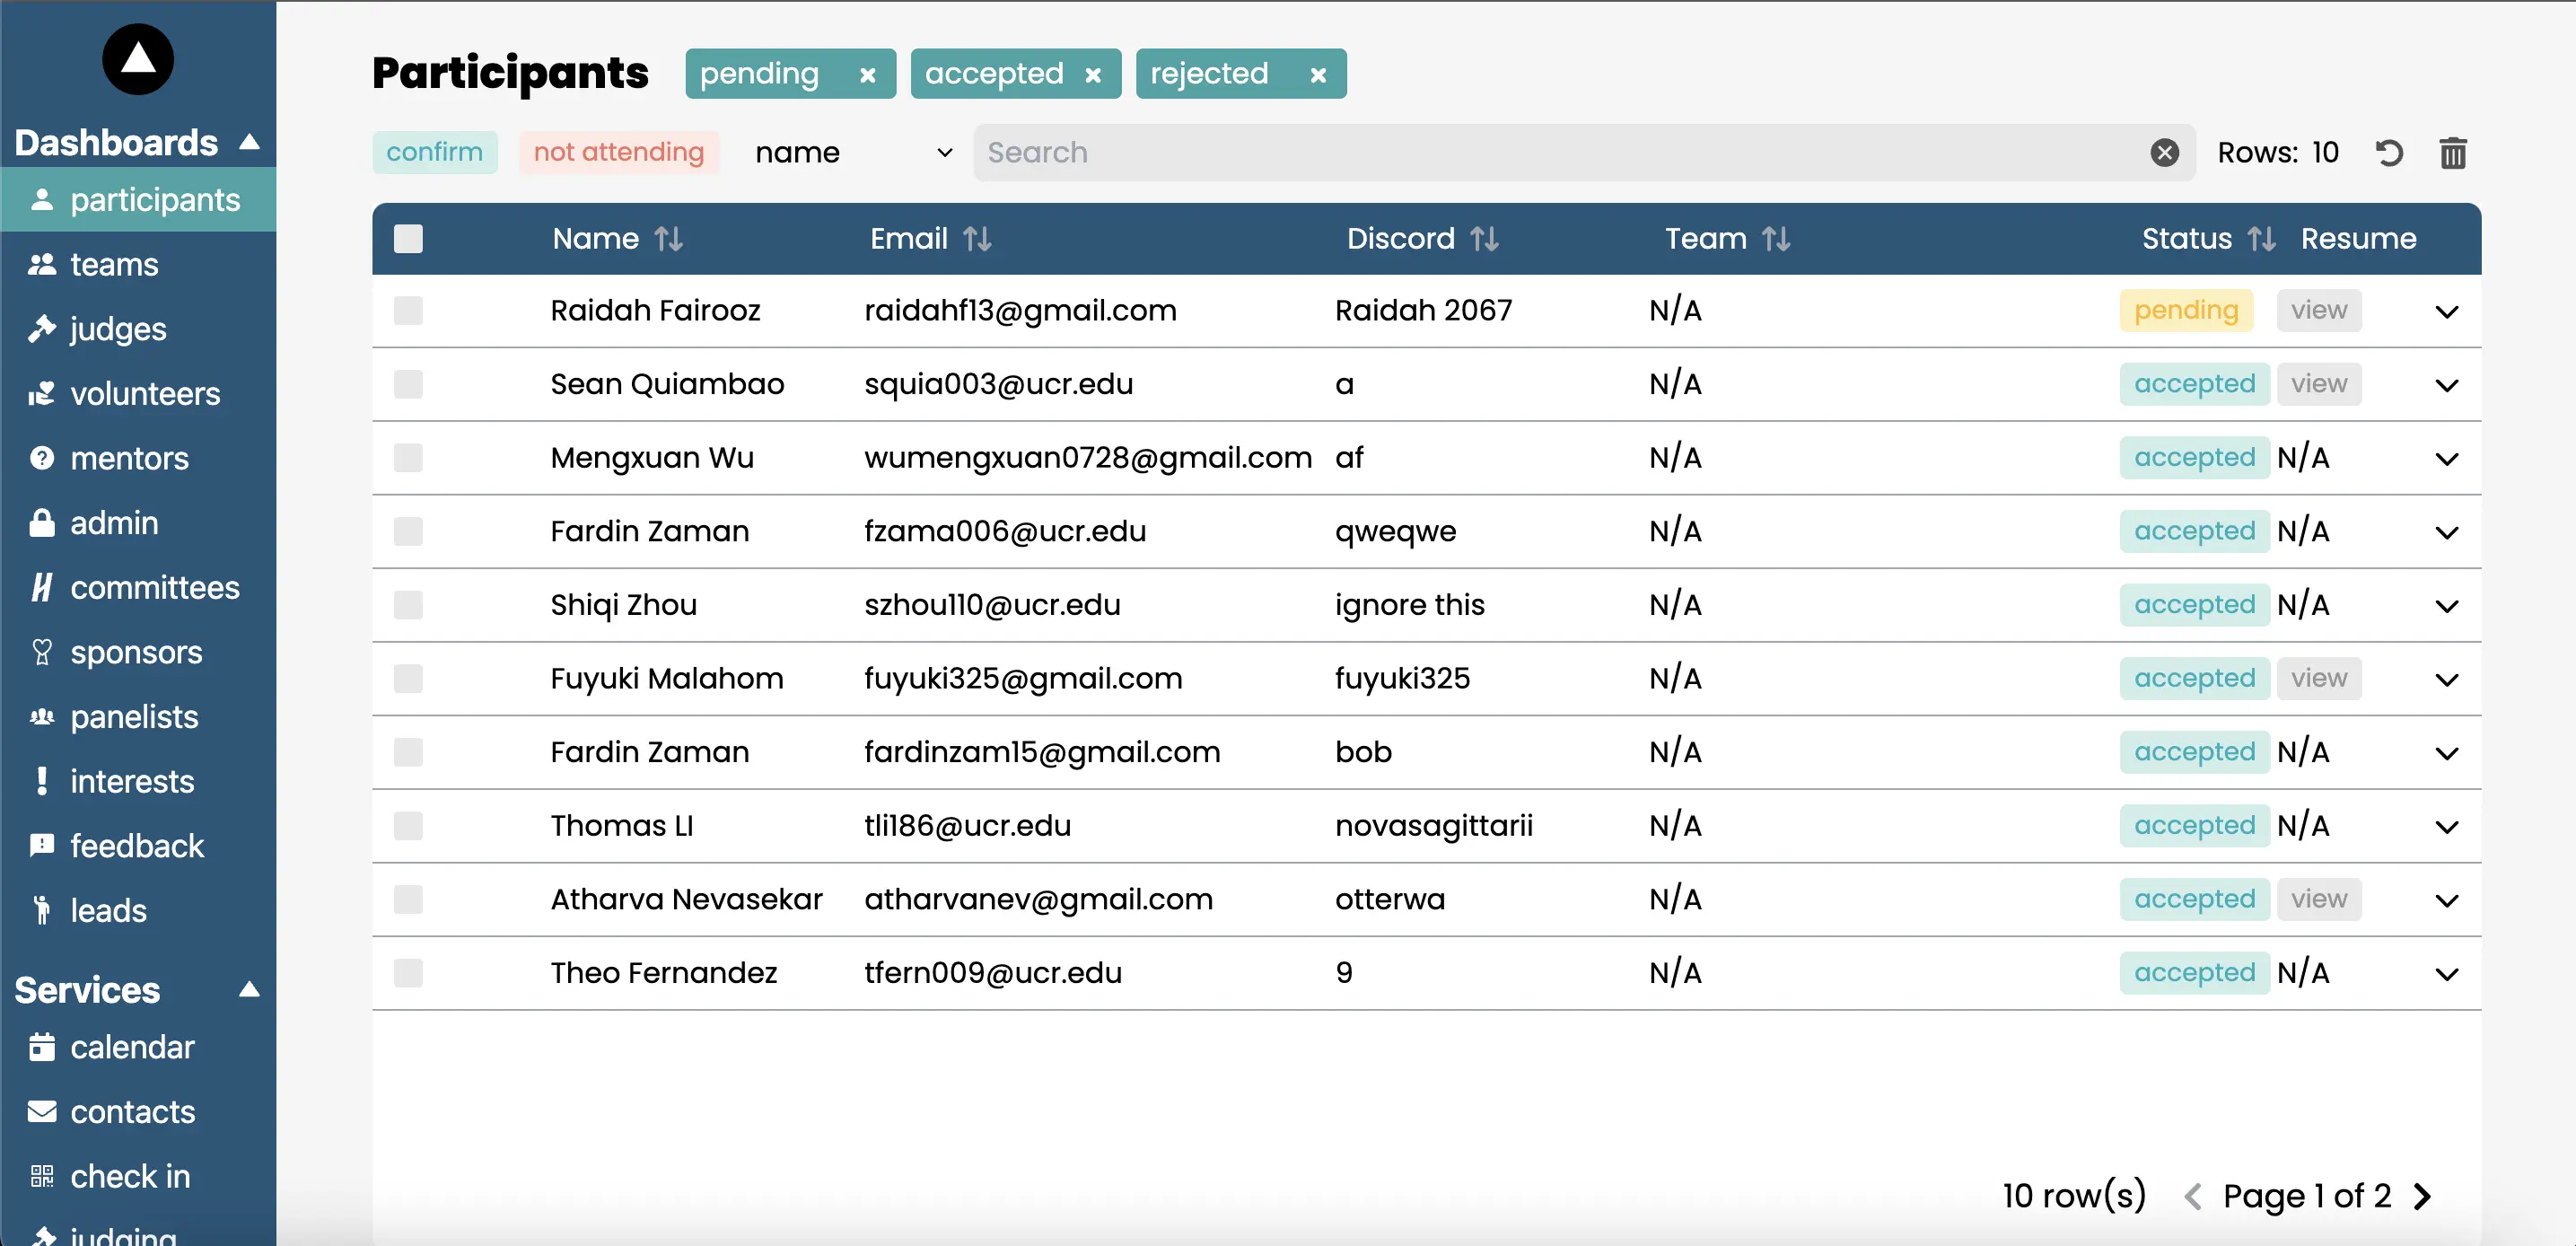 Dashboards
participants
teams
judges
volunteers
mentors
admin
committees
sponsors
panelists
interests
feedback
leads
Services
calendar
contacts
check in
judging
Participants pending accepted rejected
confirm not attending name Search Rows: 10
Name Email Discord Team Status Resume
Raidah Fairooz raidahf13@gmail.com Raidah 2067 N/A pending view
Sean Quiambao squia003@ucr.edu a N/A accepted view
Mengxuan Wu wumengxuan0728@gmail.com af N/A accepted N/A
Fardin Zaman fzama006@ucr.edu qweqwe N/A accepted N/A
Shiqi Zhou szhou110@ucr.edu ignore this N/A accepted N/A
Fuyuki Malahom fuyuki325@gmail.com fuyuki325 N/A accepted view
Fardin Zaman fardinzam15@gmail.com bob N/A accepted N/A
Thomas LI tli186@ucr.edu novasagittarii N/A accepted N/A
Atharva Nevasekar atharvanev@gmail.com otterwa N/A accepted view
Theo Fernandez tfern009@ucr.edu 9 N/A accepted N/A
10 row(s) Page 1 of 2